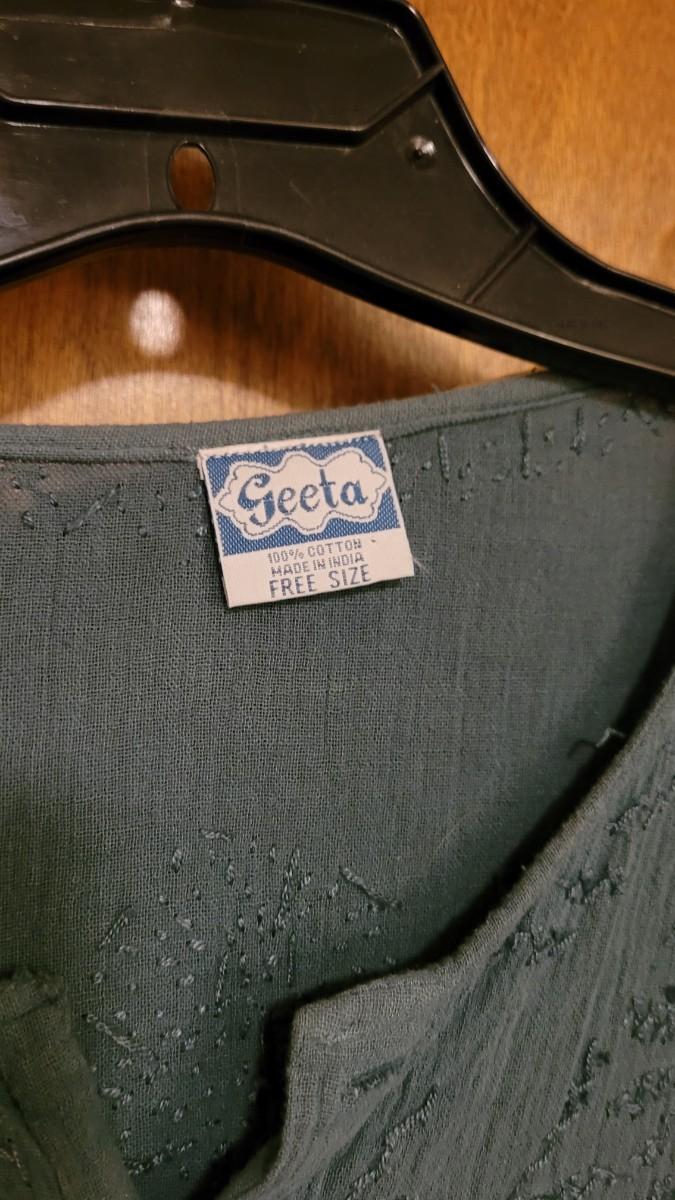 Geeta
100% COTTON
MADE IN INDIA
FREE SIZE